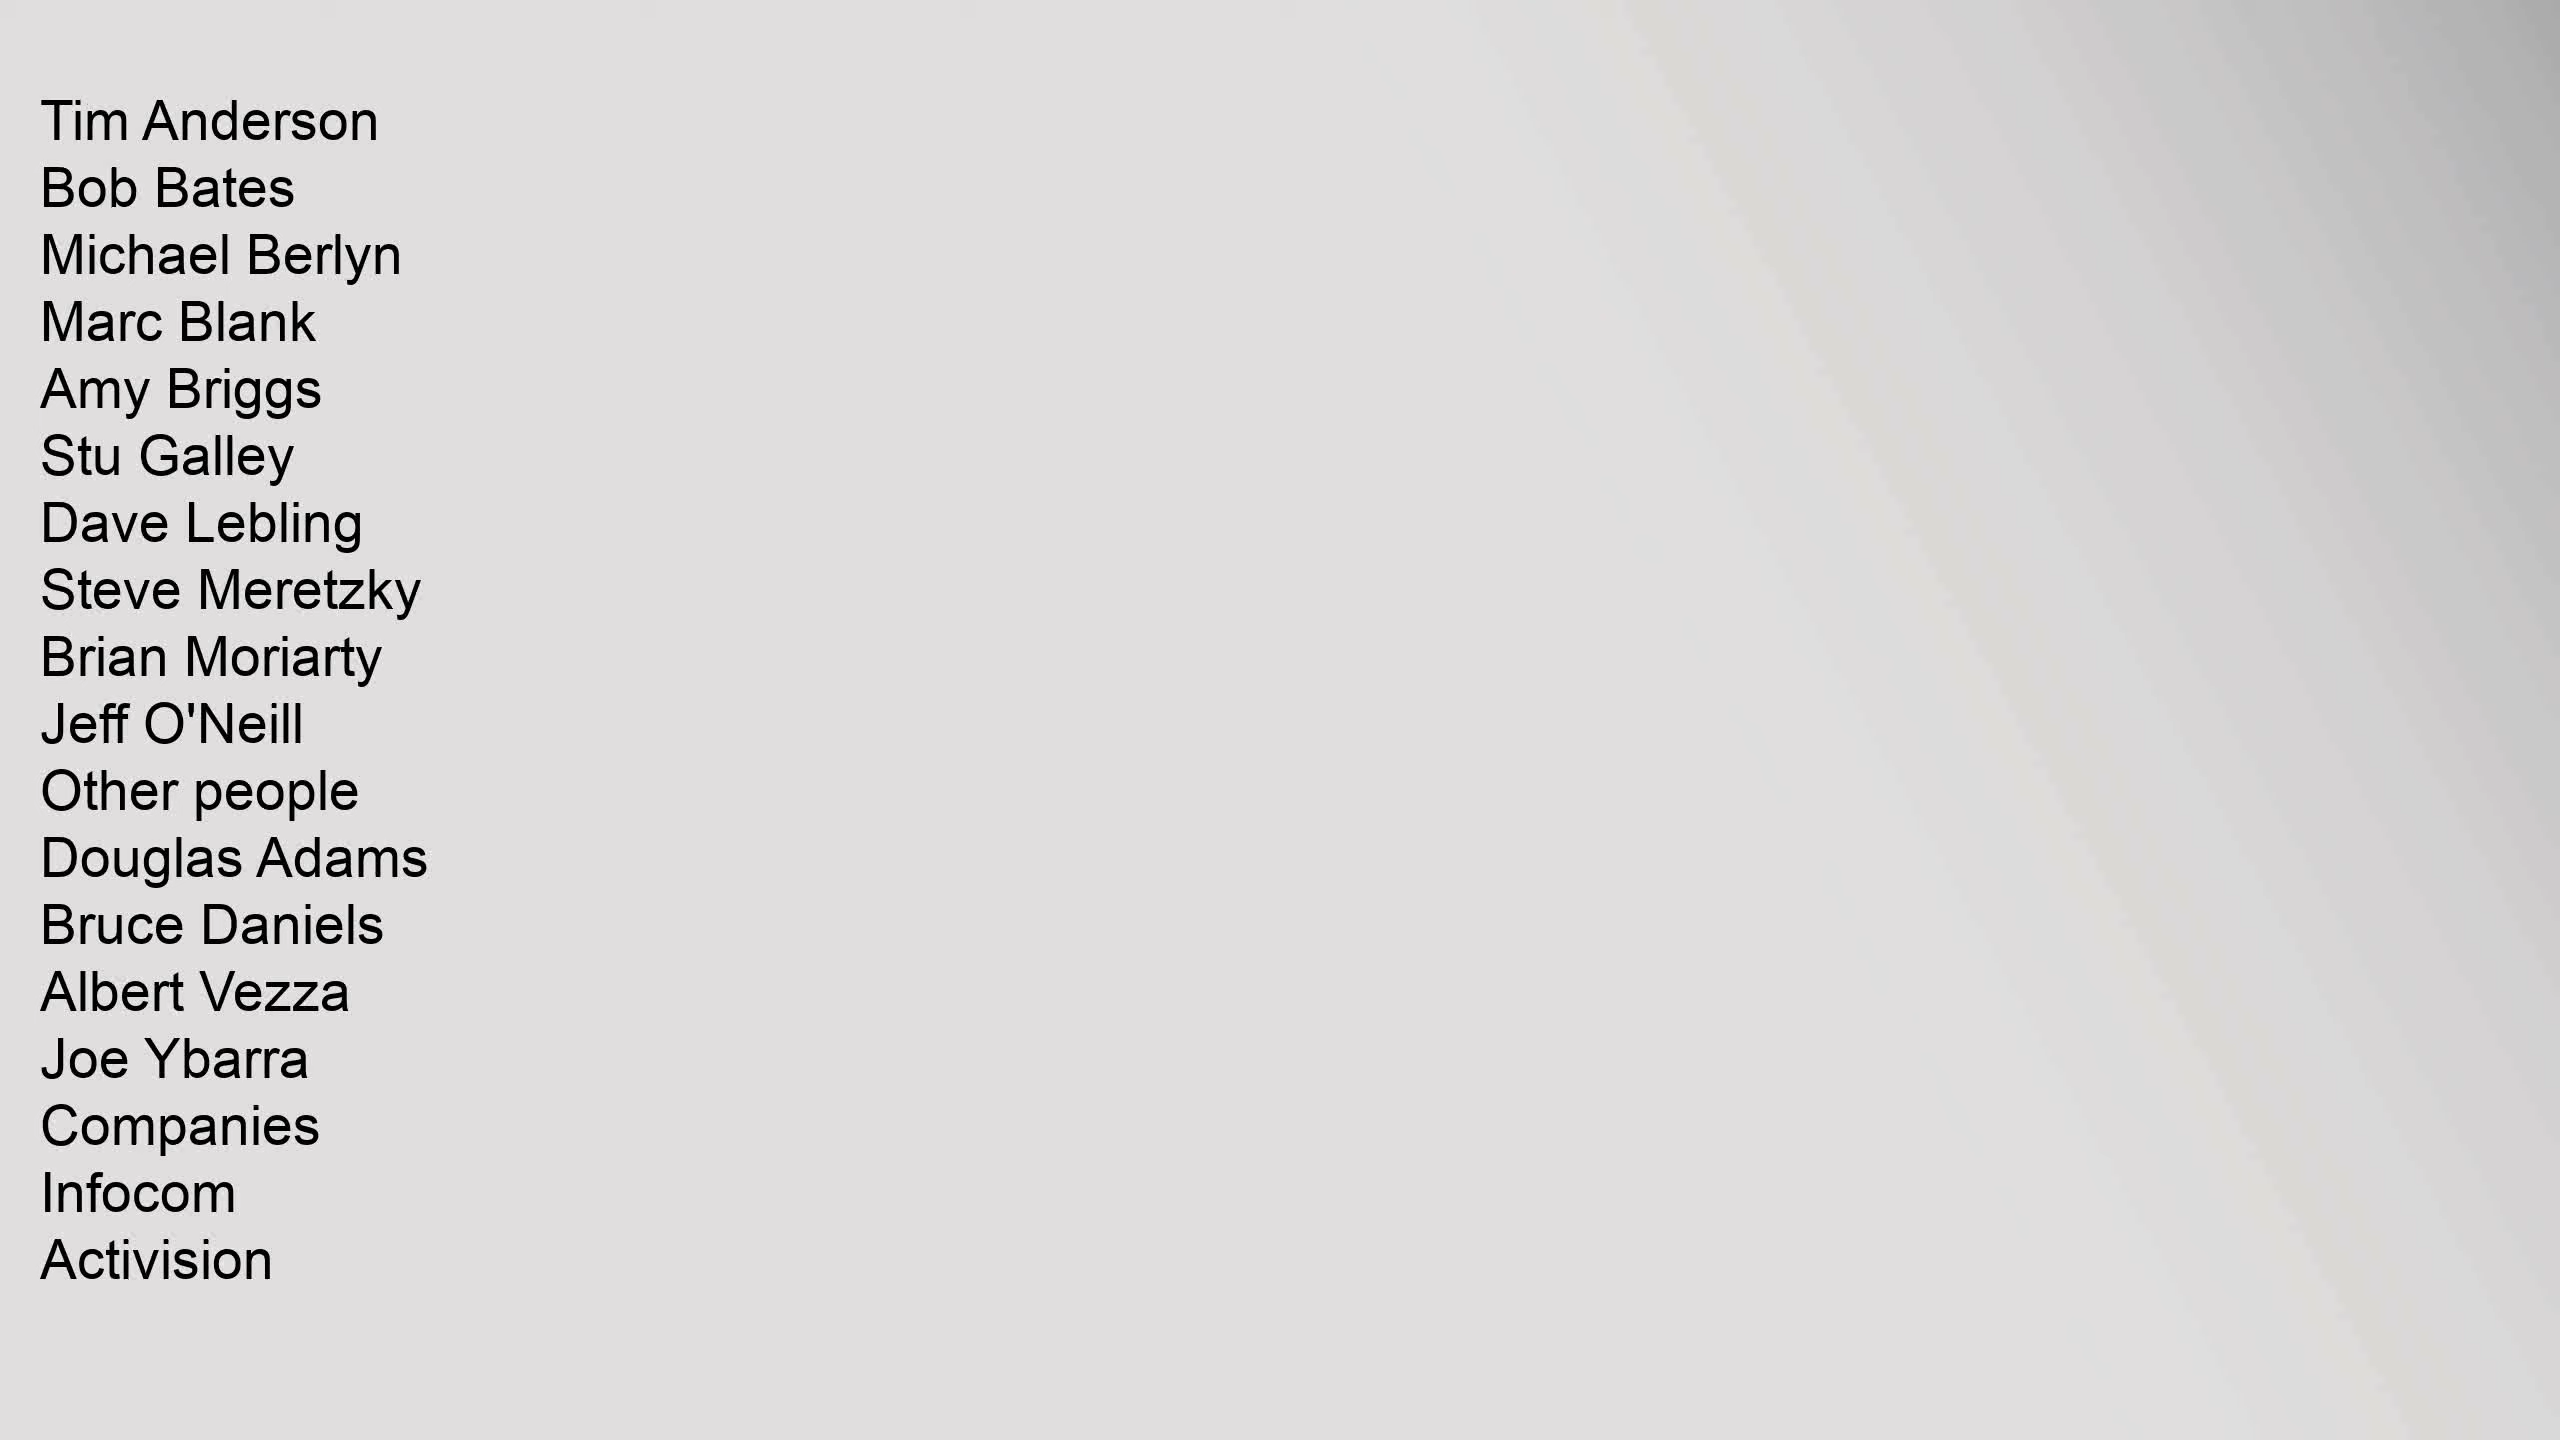 Tim Anderson
Bob Bates
Michael Berlyn
Marc Blank
Amy Briggs
Stu Galley
Dave Lebling
Steve Meretzky
Brian Moriarty
Jeff O'Neill
Other people
Douglas Adams
Bruce Daniels
Albert Vezza
Joe Ybarra
Companies
Infocom
Activision